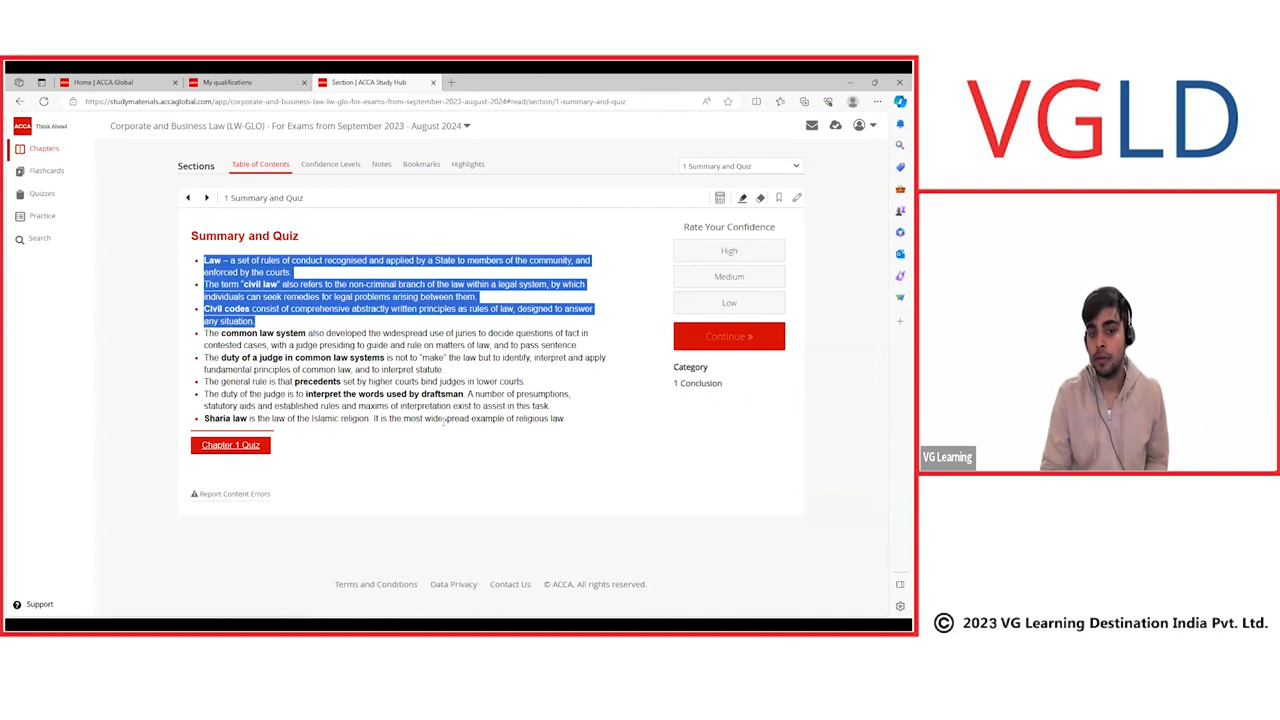 Home | ACCA Global
My qualifications
Section | ACCA Study Hub
https://studymaterials.accaglobal.com/app/corporate-and-business-law-lw-glo-for-exams-from-september-2023-august-2024#read/section/1-summary-and-quiz
ACCA Think Ahead
Corporate and Business Law (LW-GLO) - For Exams from September 2023 - August 2024
Chapters
Flashcards
Quizzes
Practice
Search
Support
Sections
Table of Contents
Confidence Levels
Notes
Bookmarks
Highlights
1 Summary and Quiz
1 Summary and Quiz
Summary and Quiz
Law – a set of rules of conduct recognised and applied by a State to members of the community, and
enforced by the courts.
The term "civil law" also refers to the non-criminal branch of the law within a legal system, by which
individuals can seek remedies for legal problems arising between them.
Civil codes consist of comprehensive abstractly written principles as rules of law, designed to answer
any situation.
The common law system also developed the widespread use of juries to decide questions of fact in
contested cases, with a judge presiding to guide and rule on matters of law, and to pass sentence.
The duty of a judge in common law systems is not to "make" the law but to identify, interpret and apply
fundamental principles of common law, and to interpret statute.
The general rule is that precedents set by higher courts bind judges in lower courts.
The duty of the judge is to interpret the words used by draftsman. A number of presumptions,
statutory aids and established rules and maxims of interpretation exist to assist in this task.
Sharia law is the law of the Islamic religion. It is the most widespread example of religious law.
Chapter 1 Quiz
Report Content Errors
Rate Your Confidence
High
Medium
Low
Continue »
Category
1 Conclusion
Terms and Conditions
Data Privacy
Contact Us
© ACCA. All rights reserved.
VGLD
VG Learning
© 2023 VG Learning Destination India Pvt. Ltd.